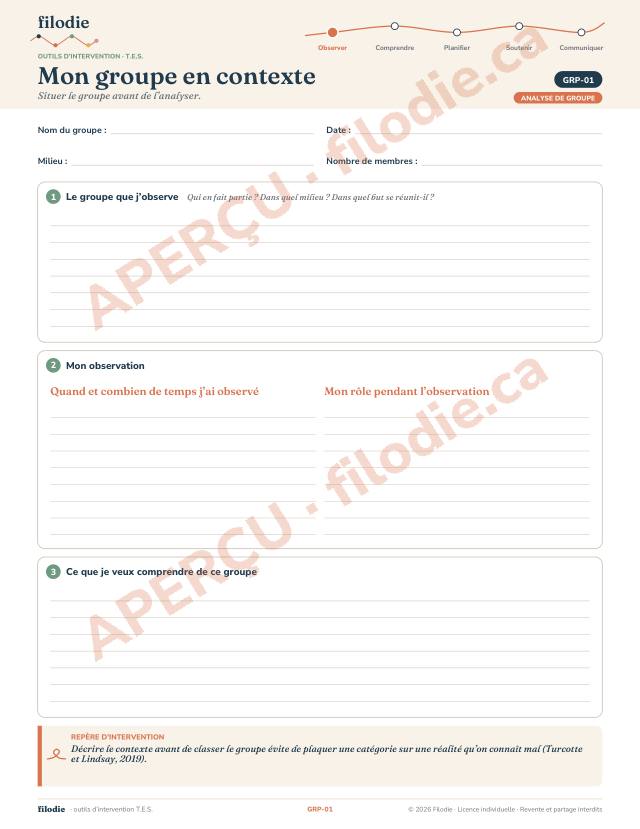 filodie
OUTILS D'INTERVENTION · T.E.S.
Observer Comprendre Planifier Soutenir Communiquer
Mon groupe en contexte
Situer le groupe avant de l'analyser.
GRP-01
ANALYSE DE GROUPE
Nom du groupe : Date :
Milieu : Nombre de membres :
1 Le groupe que j'observe Qui en fait partie ? Dans quel milieu ? Dans quel but se réunit-il ?
2 Mon observation
Quand et combien de temps j'ai observé Mon rôle pendant l'observation
3 Ce que je veux comprendre de ce groupe
APERÇU · filodie.ca
APERÇU · filodie.ca
REPÈRE D'INTERVENTION
Décrire le contexte avant de classer le groupe évite de plaquer une catégorie sur une réalité qu'on connait mal (Turcotte
et Lindsay, 2019).
filodie · outils d'intervention T.E.S. GRP-01 © 2026 Filodie · Licence individuelle · Revente et partage interdits